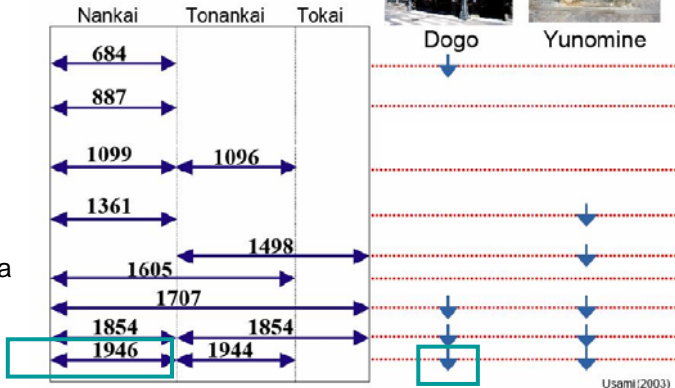 Nankai Tonankai Tokai
Dogo Yunomine
684
887
1099 1096
1361
1498
a
1605
1707
1854 1854
1946 1944
Usami(2003)